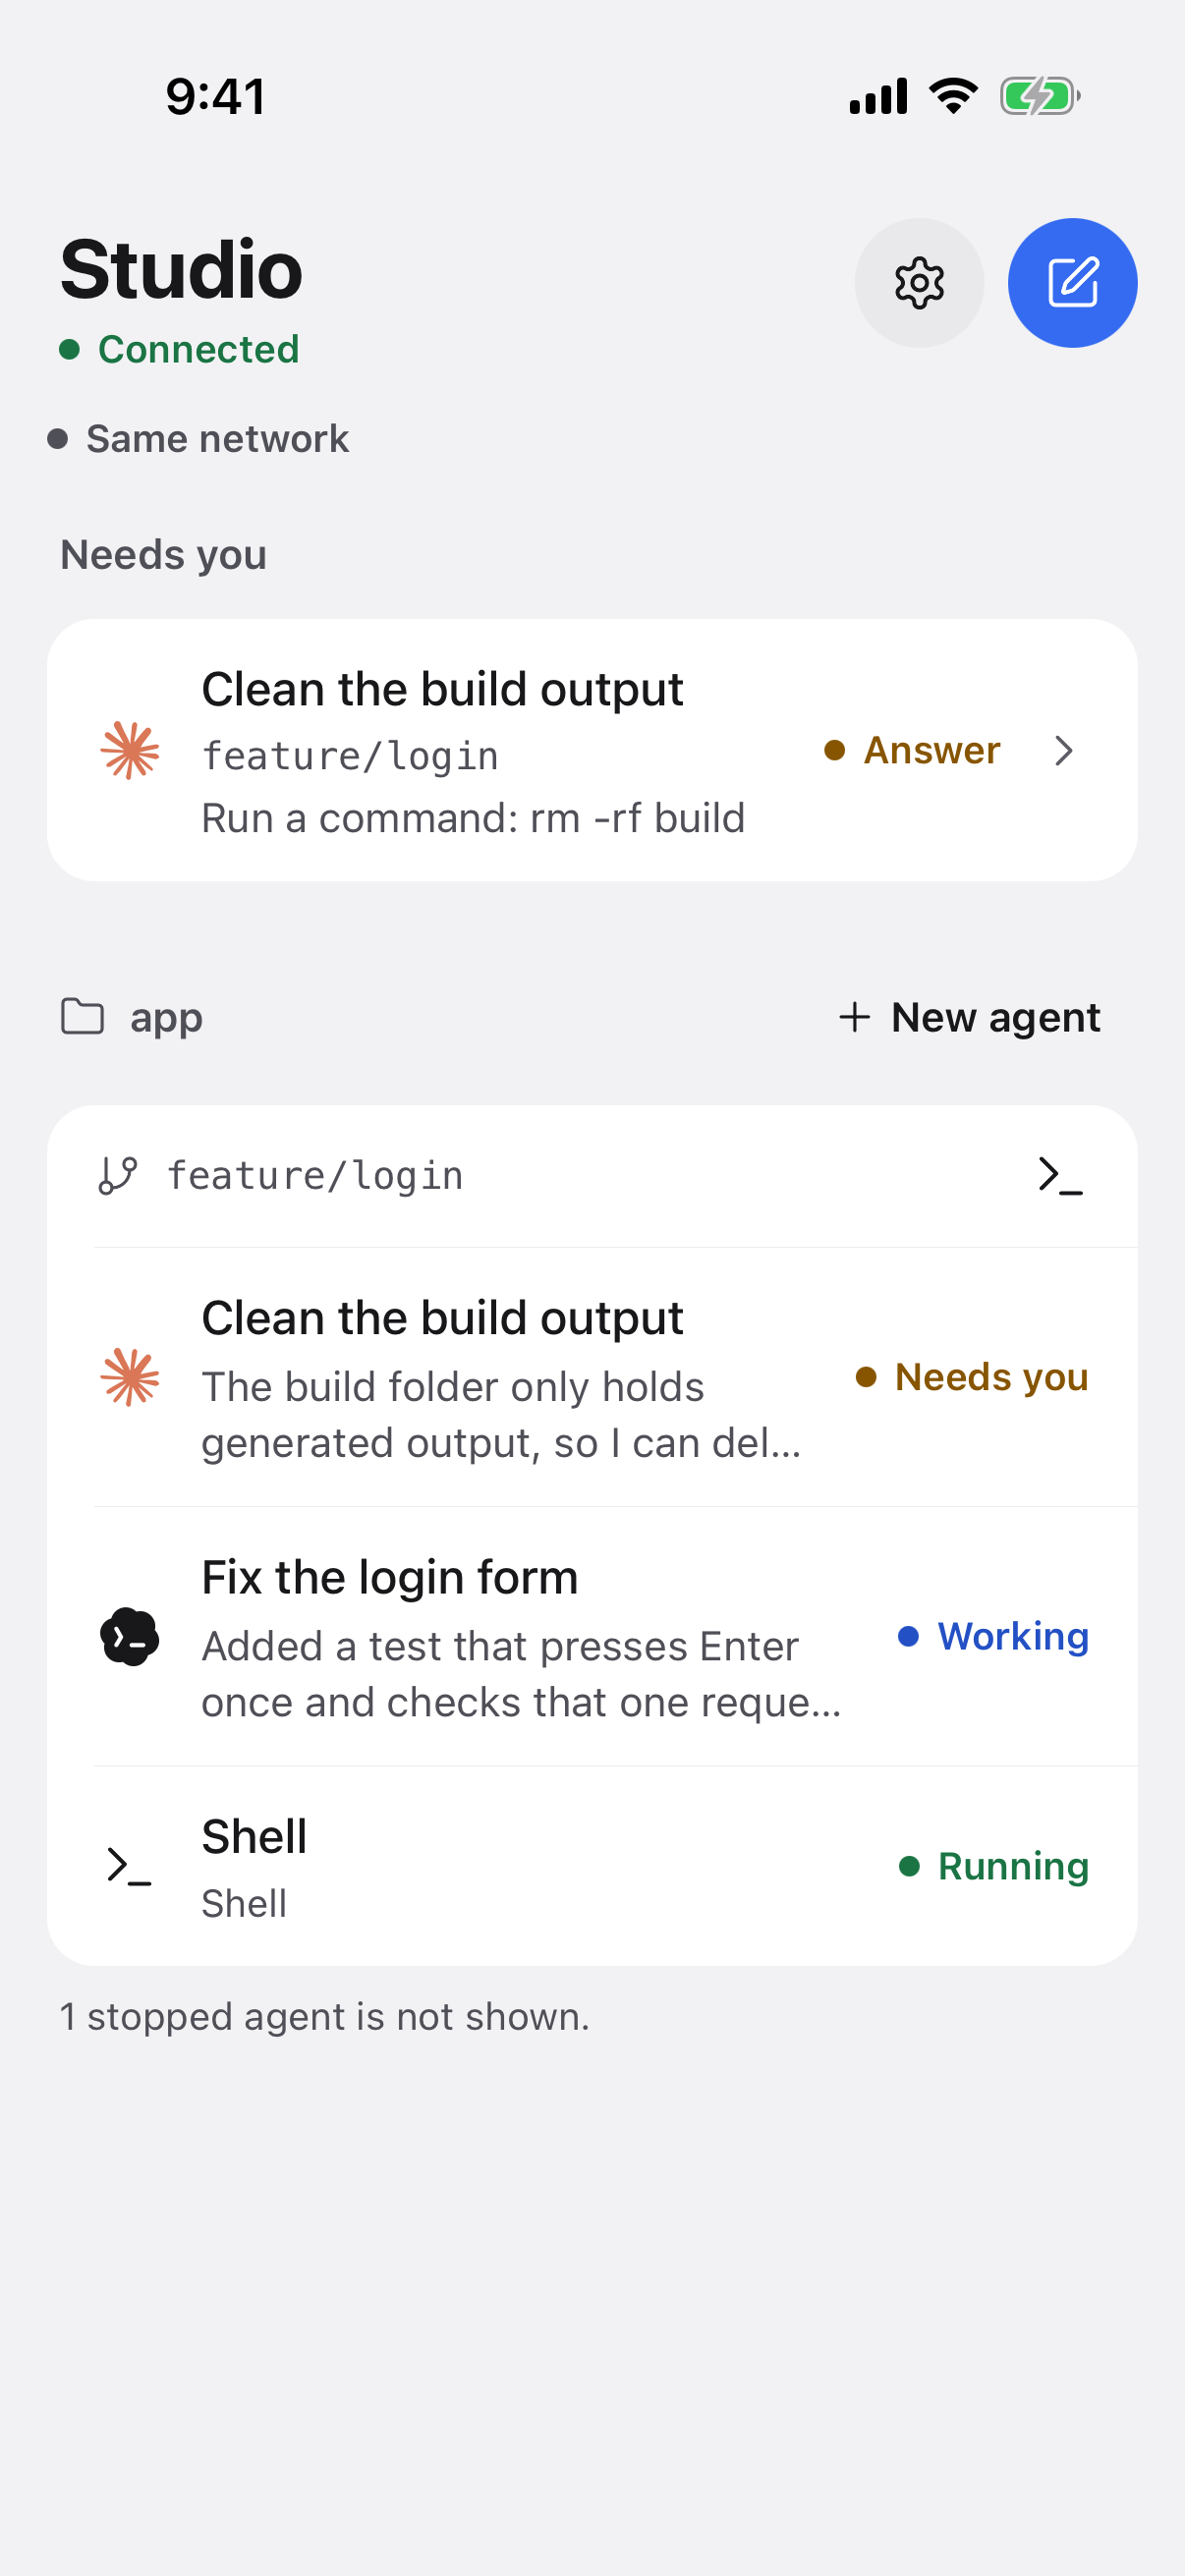 9:41
Studio
Connected
Same network
Needs you
Clean the build output
feature/login
Run a command: rm -rf build
Answer
app
New agent
feature/login
Clean the build output
The build folder only holds
generated output, so I can del...
Needs you
Fix the login form
Added a test that presses Enter
once and checks that one reque...
Working
Shell
Shell
Running
1 stopped agent is not shown.